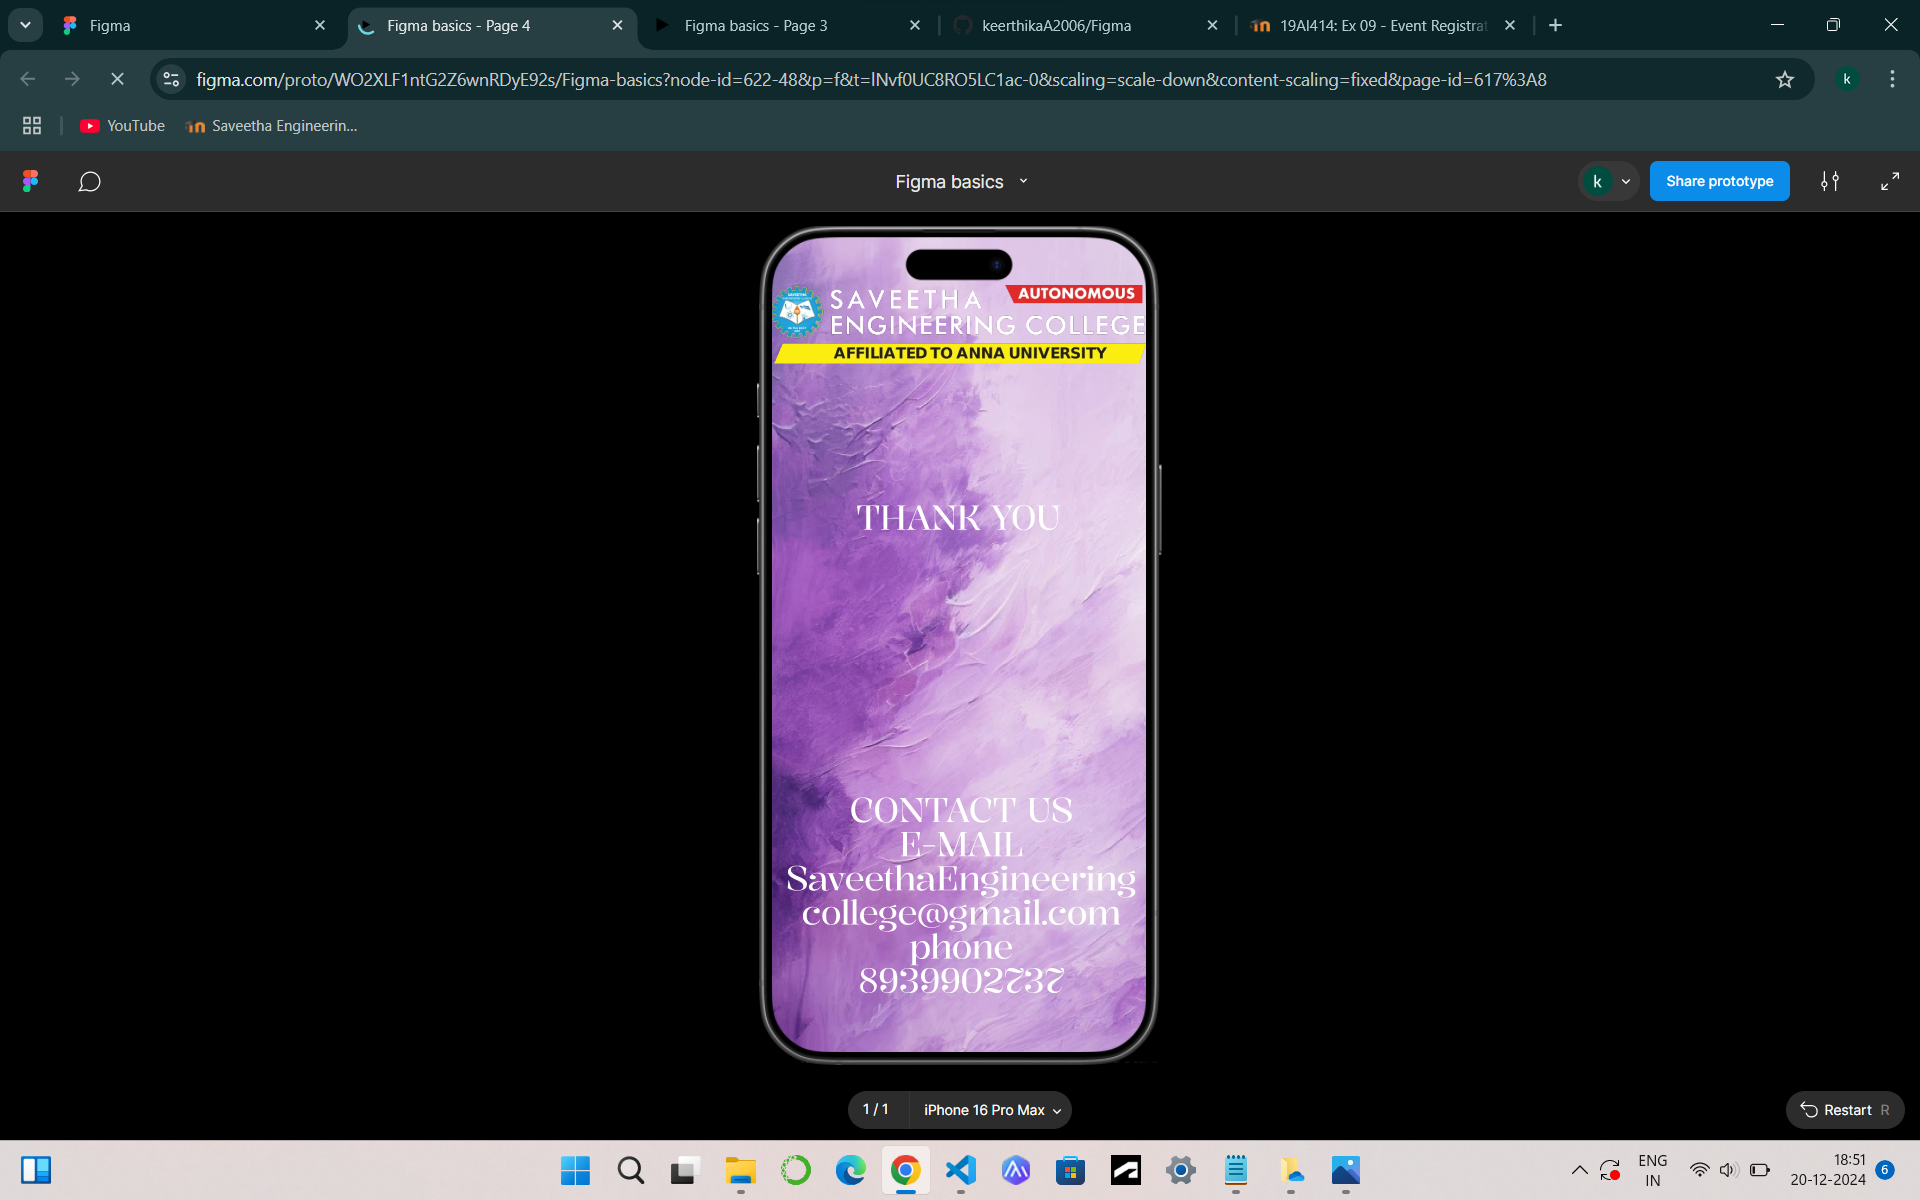 Figma
Figma basics - Page 4
Figma basics - Page 3
keerthikaA2006/Figma
19AI414: Ex 09 - Event Registrat
figma.com/proto/WO2XLF1ntG2Z6wnRDyE92s/Figma-basics?node-id=622-48&p=f&t=lNvf0UC8RO5LC1ac-0&scaling=scale-down&content-scaling=fixed&page-id=617%3A8
k
YouTube
Saveetha Engineerin...
Figma basics
k
Share prototype
SAVEETHA
AUTONOMOUS
ENGINEERING COLLEGE
AFFILIATED TO ANNA UNIVERSITY
THANK YOU
CONTACT US
E-MAIL
SaveethaEngineering
college@gmail.com
phone
8939902737
1 / 1
iPhone 16 Pro Max
Restart R
ENG
IN
18:51
20-12-2024
6